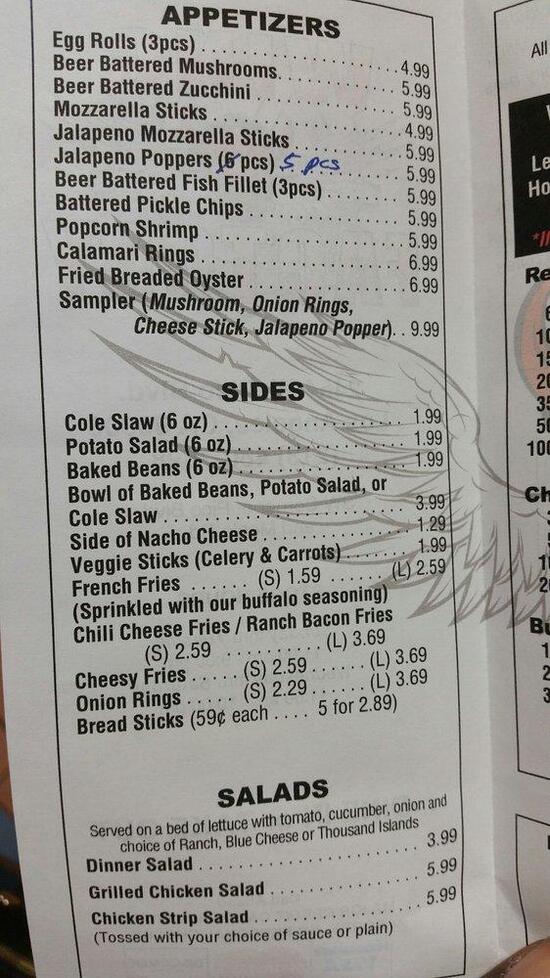 APPETIZERS
Egg Rolls (3pcs) . . . . . . . . . . . . . . . . . . . . 4.99
Beer Battered Mushrooms. . . . . . . . . . . . 5.99
Beer Battered Zucchini . . . . . . . . . . . . . . 5.99
Mozzarella Sticks . . . . . . . . . . . . . . . . . . . 4.99
Jalapeno Mozzarella Sticks . . . . . . . . . . . 5.99
Jalapeno Poppers (6 pcs) 5 pcs . . . . . . . 5.99
Beer Battered Fish Fillet (3pcs) . . . . . . . . 5.99
Battered Pickle Chips . . . . . . . . . . . . . . . 5.99
Popcorn Shrimp . . . . . . . . . . . . . . . . . . . . 5.99
Calamari Rings . . . . . . . . . . . . . . . . . . . . 6.99
Fried Breaded Oyster . . . . . . . . . . . . . . . . 6.99
Sampler (Mushroom, Onion Rings,
Cheese Stick, Jalapeno Popper). . 9.99
SIDES
Cole Slaw (6 oz) . . . . . . . . . . . . . . . . . . . 1.99
Potato Salad (6 oz). . . . . . . . . . . . . . . . . . 1.99
Baked Beans (6 oz) . . . . . . . . . . . . . . . . . 1.99
Bowl of Baked Beans, Potato Salad, or
Cole Slaw . . . . . . . . . . . . . . . . . . . . . . . . 3.99
Side of Nacho Cheese . . . . . . . . . . . . . . . 1.29
Veggie Sticks (Celery & Carrots) . . . . . . . 1.99
French Fries . . . . . . (S) 1.59 . . . . . . (L) 2.59
(Sprinkled with our buffalo seasoning)
Chili Cheese Fries / Ranch Bacon Fries
(S) 2.59 . . . . . . . . . . (L) 3.69
Cheesy Fries . . . . . (S) 2.59 . . . . . . (L) 3.69
Onion Rings . . . . . (S) 2.29 . . . . . . (L) 3.69
Bread Sticks (59¢ each . . . . 5 for 2.89)
SALADS
Served on a bed of lettuce with tomato, cucumber, onion and
choice of Ranch, Blue Cheese or Thousand Islands
Dinner Salad . . . . . . . . . . . . . . . . . . . . . . 3.99
Grilled Chicken Salad . . . . . . . . . . . . . . . 5.99
Chicken Strip Salad . . . . . . . . . . . . . . . . . 5.99
(Tossed with your choice of sauce or plain)
All